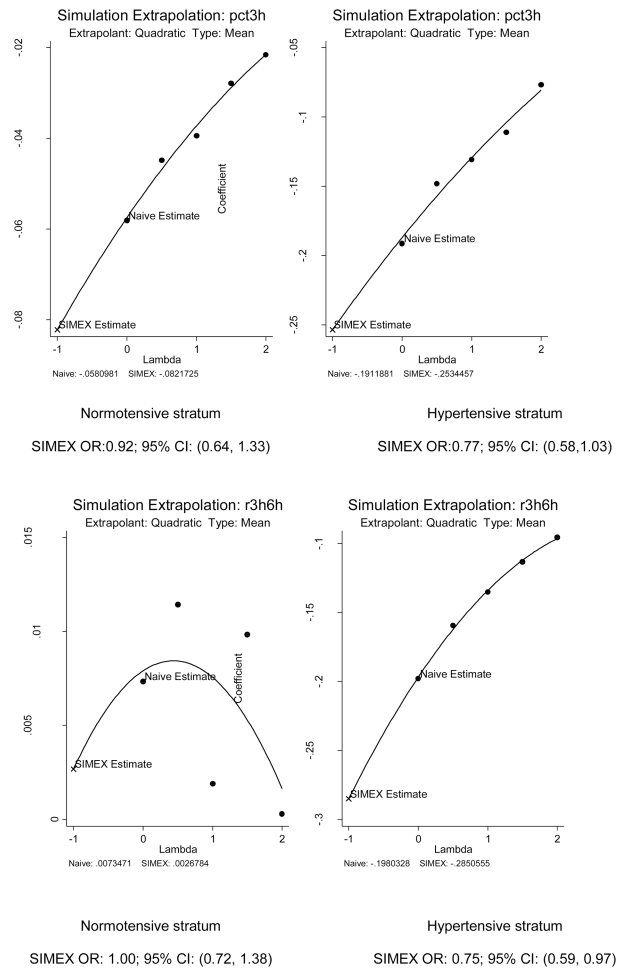 Simulation Extrapolation: pct3h
Extrapolant: Quadratic Type: Mean
-.02
-.04
-.06
-.08
Coefficient
Naive Estimate
SIMEX Estimate
-1
0
1
2
Lambda
Naive: -.0580981 SIMEX: -.0821725
Simulation Extrapolation: pct3h
Extrapolant: Quadratic Type: Mean
-.05
-.1
-.15
-.2
-.25
Naive Estimate
SIMEX Estimate
-1
0
1
2
Lambda
Naive: -.1911881 SIMEX: -.2534457
Normotensive stratum
SIMEX OR:0.92; 95% CI: (0.64, 1.33)
Hypertensive stratum
SIMEX OR:0.77; 95% CI: (0.58,1.03)
Simulation Extrapolation: r3h6h
Extrapolant: Quadratic Type: Mean
.015
.01
.005
0
Coefficient
Naive Estimate
SIMEX Estimate
-1
0
1
2
Lambda
Naive: .0073471 SIMEX: .0026784
Simulation Extrapolation: r3h6h
Extrapolant: Quadratic Type: Mean
-.1
-.15
-.2
-.25
-.3
Naive Estimate
SIMEX Estimate
-1
0
1
2
Lambda
Naive: -.1980328 SIMEX: -.2850555
Normotensive stratum
SIMEX OR: 1.00; 95% CI: (0.72, 1.38)
Hypertensive stratum
SIMEX OR: 0.75; 95% CI: (0.59, 0.97)